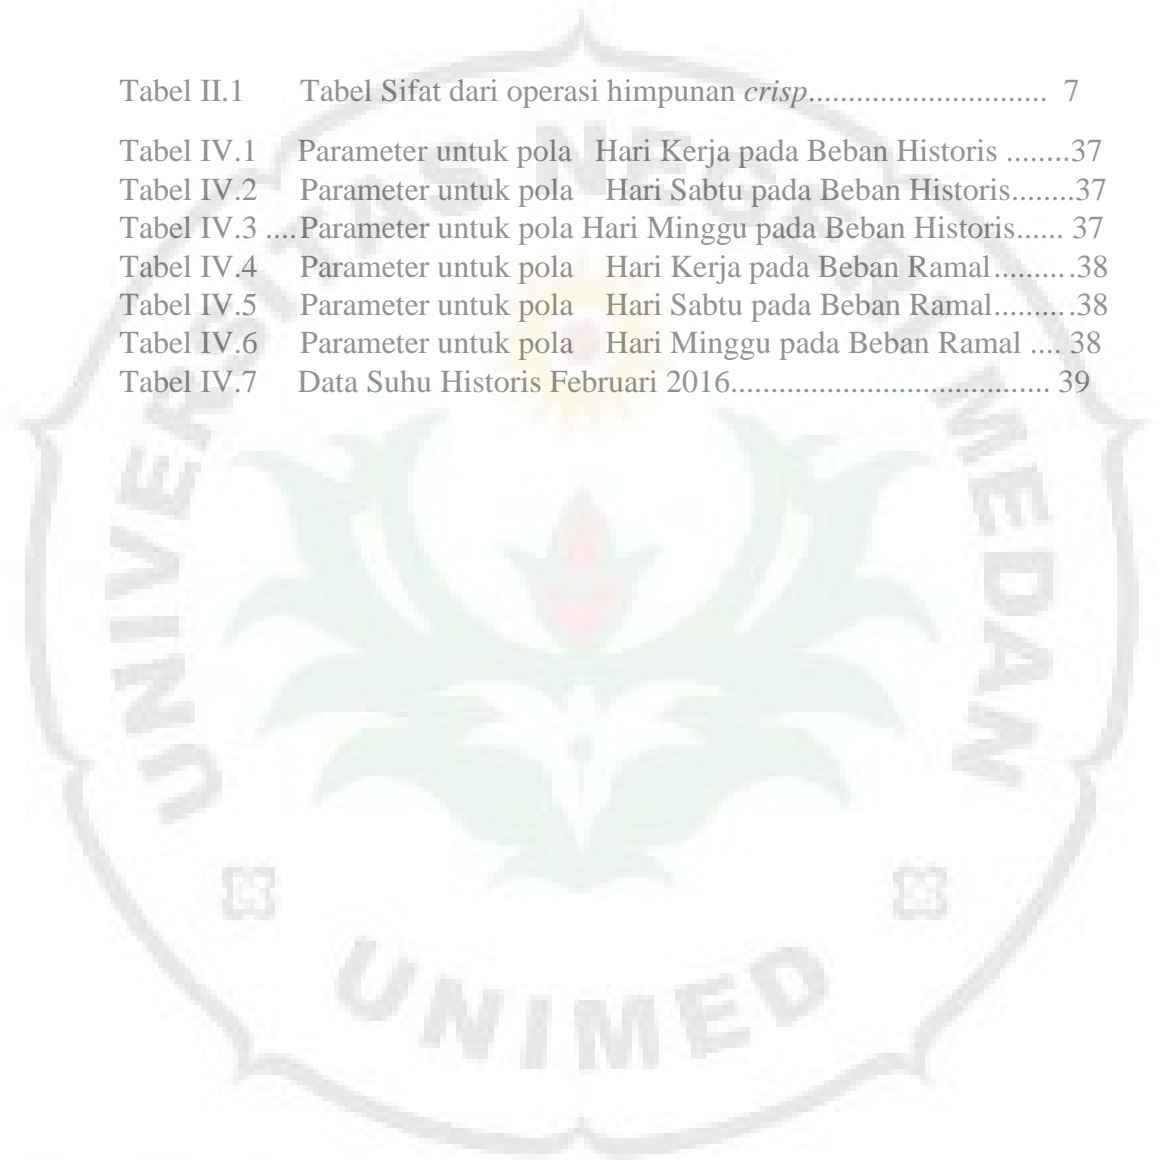 Tabel II.1 Tabel Sifat dari operasi himpunan crisp............................ 7
Tabel IV.1 Parameter untuk pola Hari Kerja pada Beban Historis ........37
Tabel IV.2 Parameter untuk pola Hari Sabtu pada Beban Historis........37
Tabel IV.3 ....Parameter untuk pola Hari Minggu pada Beban Historis...... 37
Tabel IV.4 Parameter untuk pola Hari Kerja pada Beban Ramal..........38
Tabel IV.5 Parameter untuk pola Hari Sabtu pada Beban Ramal..........38
Tabel IV.6 Parameter untuk pola Hari Minggu pada Beban Ramal .... 38
Tabel IV.7 Data Suhu Historis Februari 2016...................................... 39
UNIVERSITAS NEGERI MEDAN
UNIMED